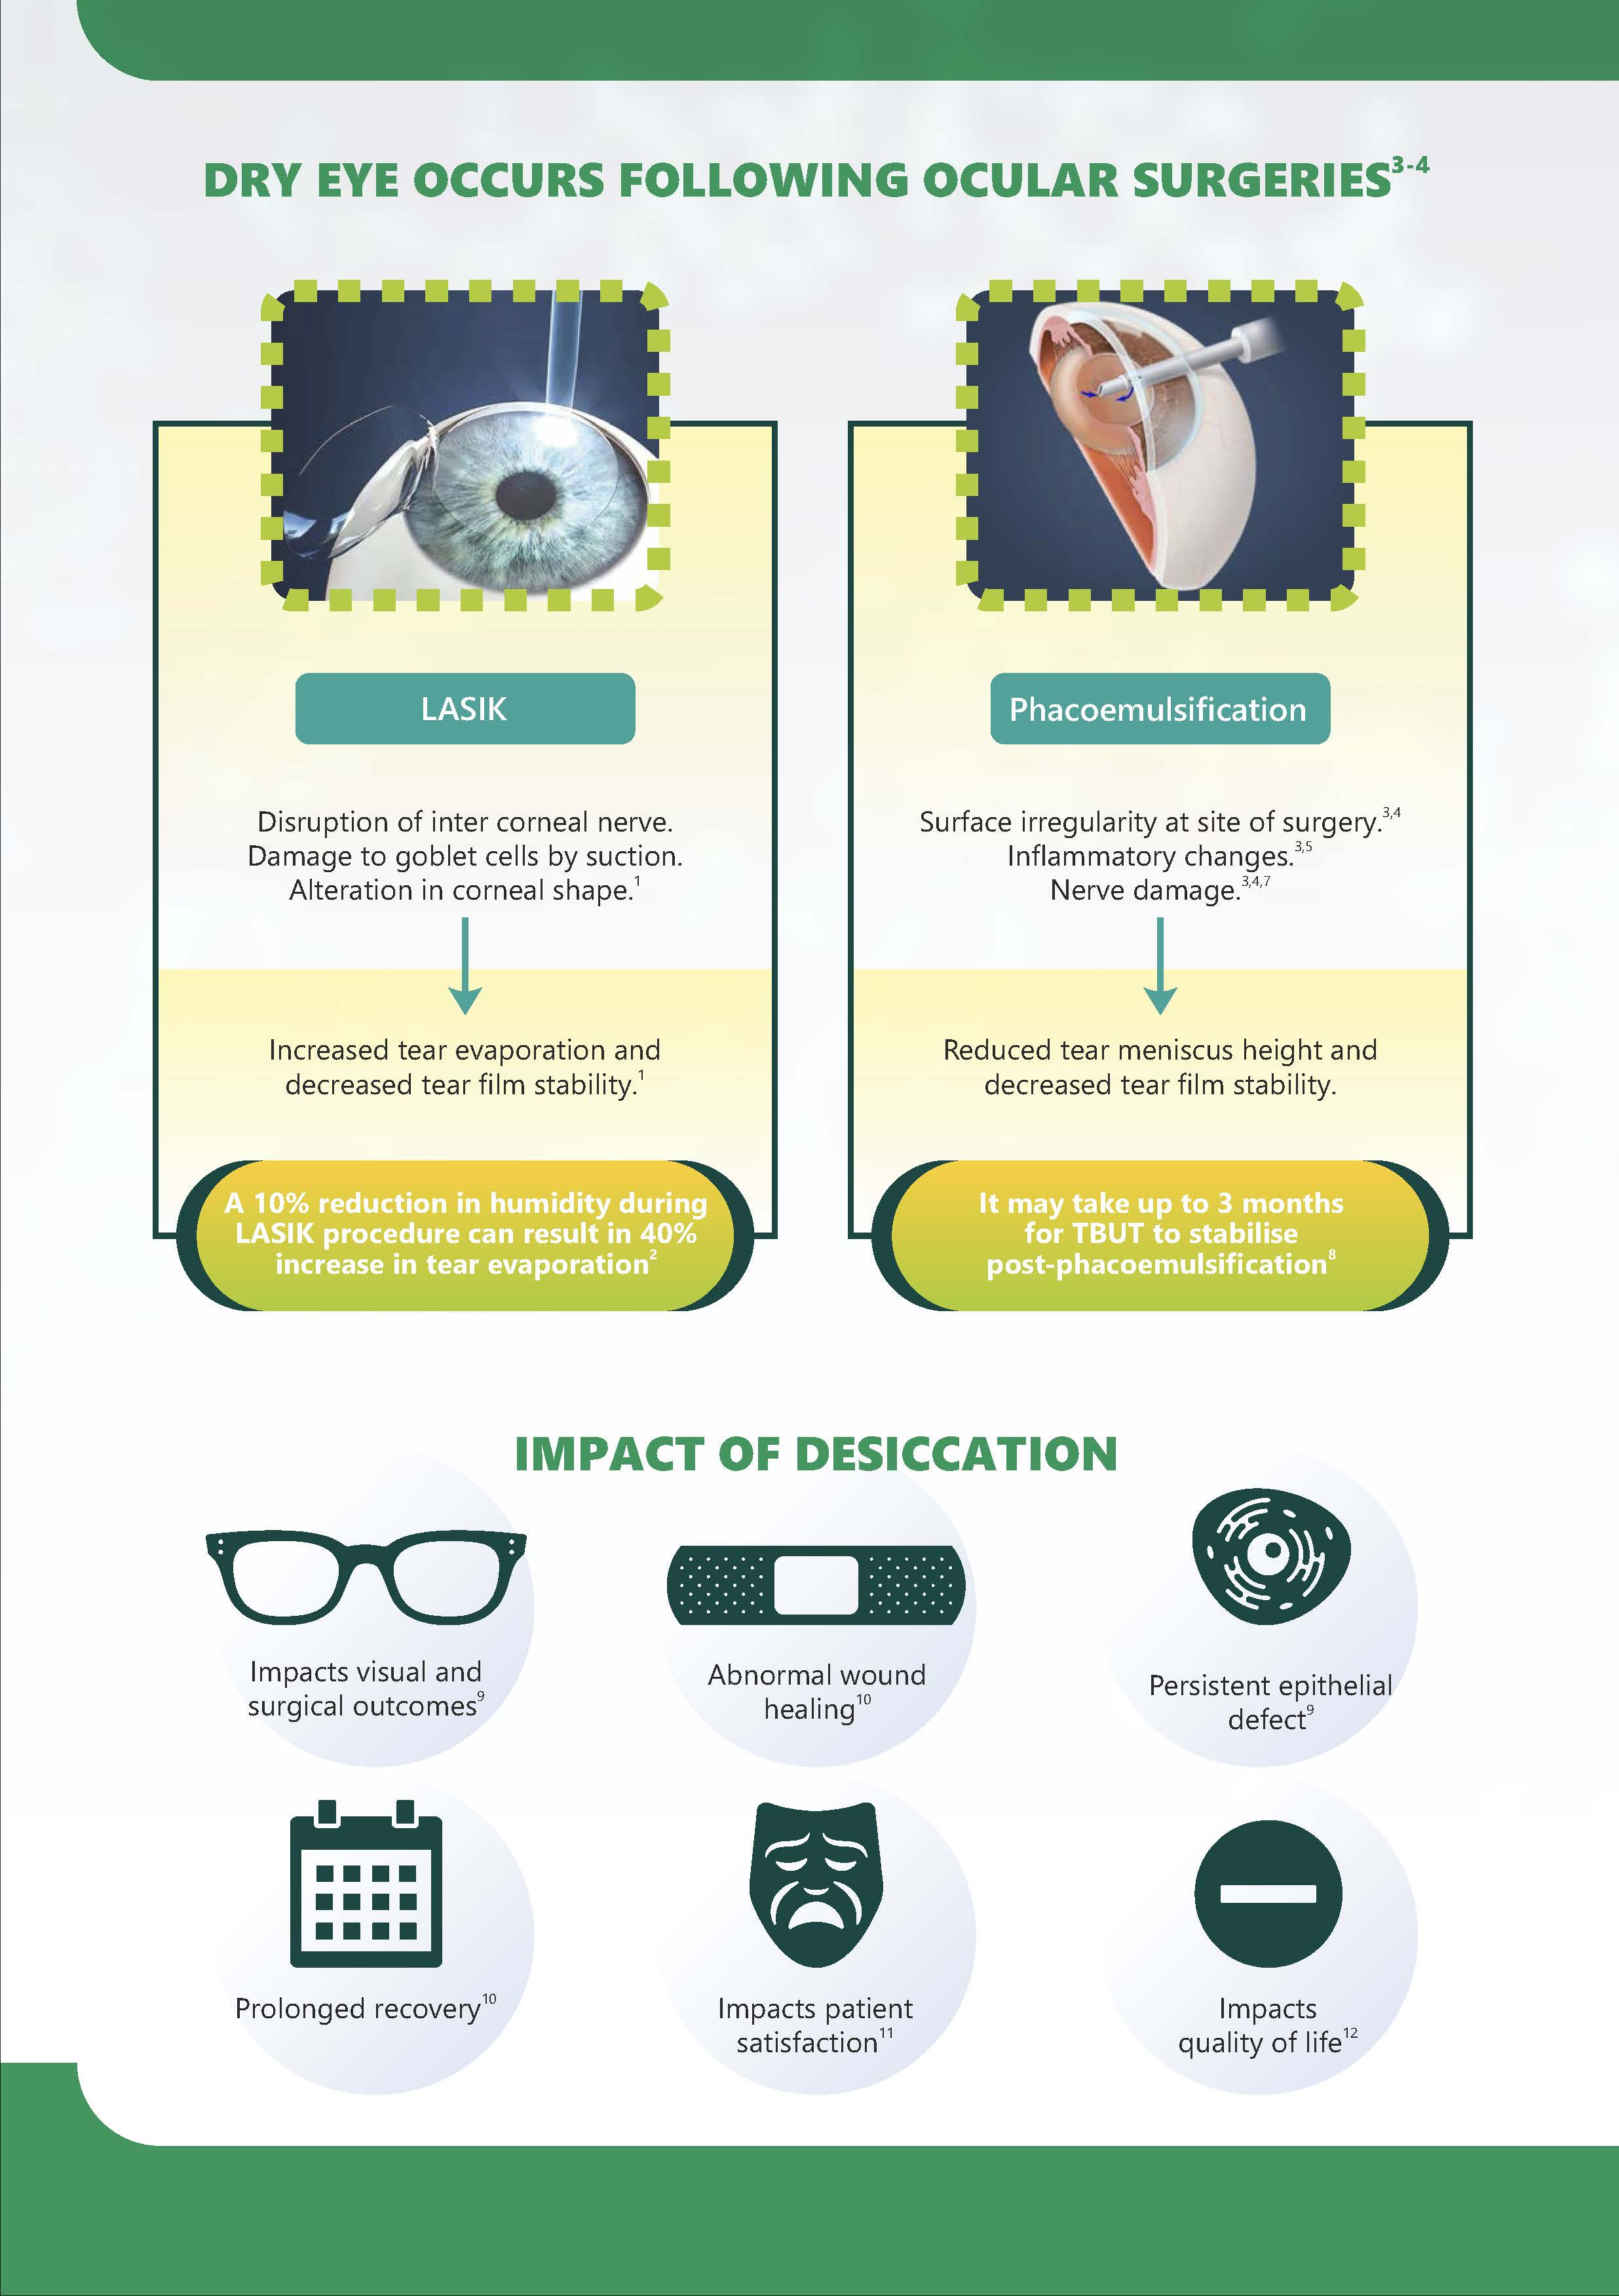 DRY EYE OCCURS FOLLOWING OCULAR SURGERIES3-4
LASIK
Disruption of inter corneal nerve.
Damage to goblet cells by suction.
Alteration in corneal shape.1
Increased tear evaporation and
decreased tear film stability.1
A 10% reduction in humidity during
LASIK procedure can result in 40%
increase in tear evaporation2
Phacoemulsification
Surface irregularity at site of surgery.3,4
Inflammatory changes.3,5
Nerve damage.3,4,7
Reduced tear meniscus height and
decreased tear film stability.
It may take up to 3 months
for TBUT to stabilise
post-phacoemulsification8
IMPACT OF DESICCATION
Impacts visual and
surgical outcomes9
Abnormal wound
healing10
Persistent epithelial
defect9
Prolonged recovery10
Impacts patient
satisfaction11
Impacts
quality of life12